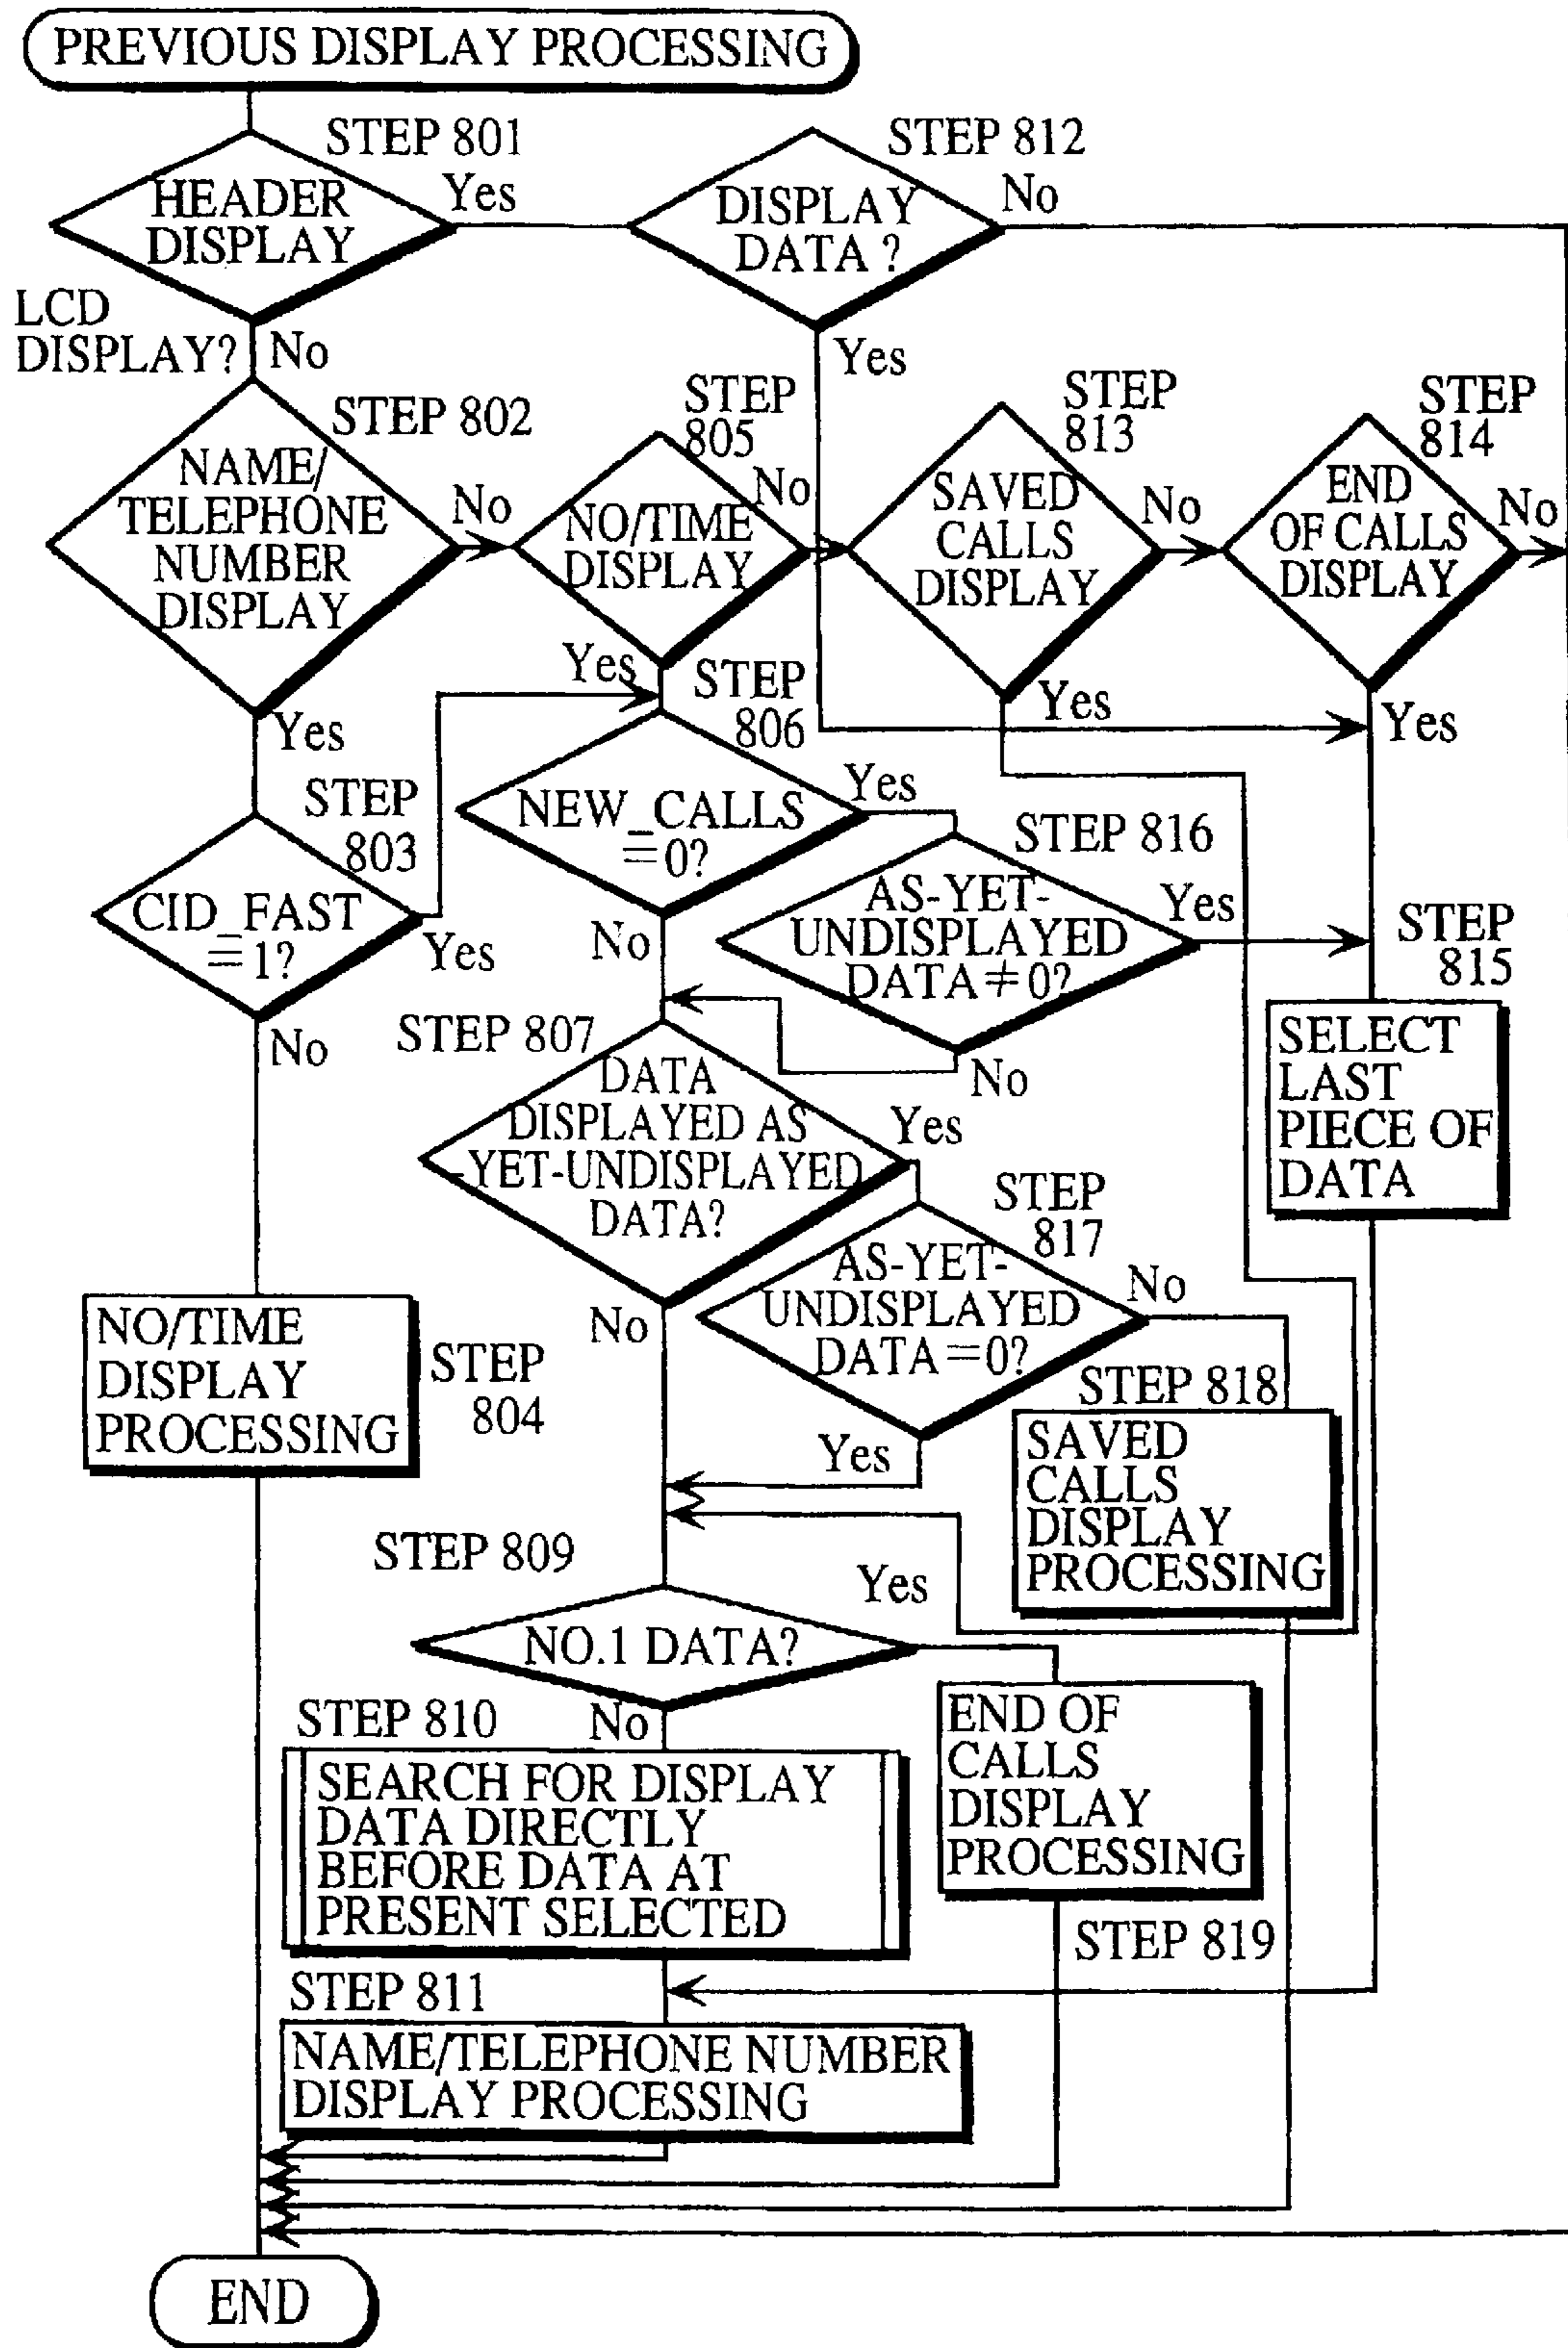 PREVIOUS DISPLAY PROCESSING
STEP 801
HEADER
DISPLAY
Yes
STEP 812
DISPLAY
DATA ?
No
LCD
DISPLAY?
No
Yes
STEP 802
NAME/
TELEPHONE
NUMBER
DISPLAY
No
Yes
STEP
805
NO/TIME
DISPLAY
No
Yes
STEP
813
SAVED
CALLS
DISPLAY
No
Yes
STEP
814
END
OF CALLS
DISPLAY
No
Yes
STEP
803
CID_FAST
=1?
Yes
No
STEP
806
NEW_CALLS
=0?
Yes
No
STEP 816
AS-YET-
UNDISPLAYED
DATA≠0?
Yes
No
STEP
815
SELECT
LAST
PIECE OF
DATA
STEP 807
DATA
DISPLAYED AS
-YET-UNDISPLAYED
DATA?
Yes
No
STEP
817
AS-YET-
UNDISPLAYED
DATA=0?
No
Yes
NO/TIME
DISPLAY
PROCESSING
STEP
804
STEP 818
SAVED
CALLS
DISPLAY
PROCESSING
STEP 809
NO.1 DATA?
Yes
No
STEP 810
SEARCH FOR DISPLAY
DATA DIRECTLY
BEFORE DATA AT
PRESENT SELECTED
END OF
CALLS
DISPLAY
PROCESSING
STEP 819
STEP 811
NAME/TELEPHONE NUMBER
DISPLAY PROCESSING
END